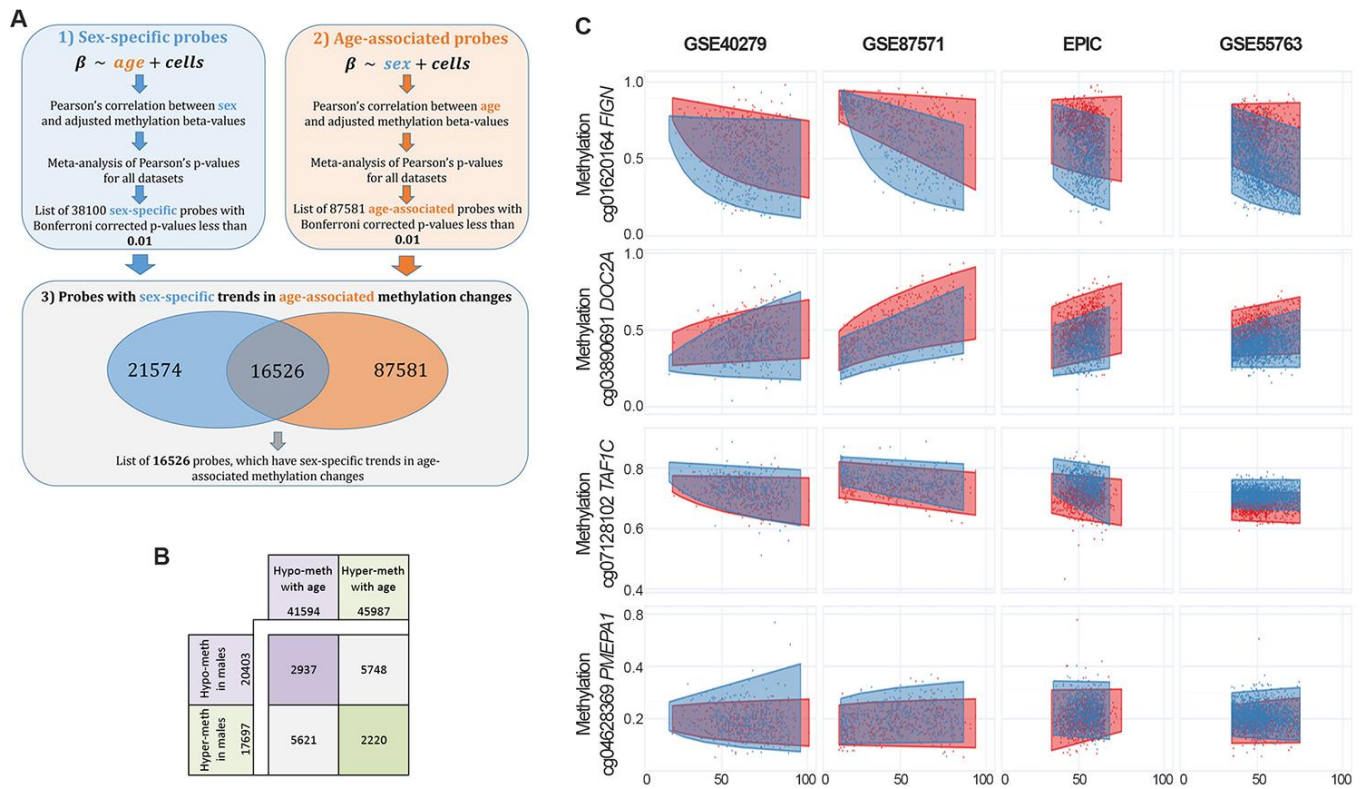 A
1) Sex-specific probes
β ~ age + cells
Pearson's correlation between sex
and adjusted methylation beta-values
Meta-analysis of Pearson's p-values
for all datasets
List of 38100 sex-specific probes with
Bonferroni corrected p-values less than
0.01
2) Age-associated probes
β ~ sex + cells
Pearson's correlation between age
and adjusted methylation beta-values
Meta-analysis of Pearson's p-values
for all datasets
List of 87581 age-associated probes with
Bonferroni corrected p-values less than
0.01
3) Probes with sex-specific trends in age-associated methylation changes
21574
16526
87581
List of 16526 probes, which have sex-specific trends in age-
associated methylation changes
B
Hypo-meth
with age
41594
Hyper-meth
with age
45987
Hypo-meth
in males
20403
2937
5748
Hyper-meth
in males
17697
5621
2220
C
GSE40279
GSE87571
EPIC
GSE55763
Methylation
cg01620164 FIGN
1.0
0.5
0.0
Methylation
cg03890691 DOC2A
1.0
0.5
0.0
Methylation
cg07128102 TAF1C
0.8
0.6
0.4
Methylation
cg04628369 PMEPA1
0.8
0.4
0.2
0
50
100
0
50
100
0
50
100
0
50
100